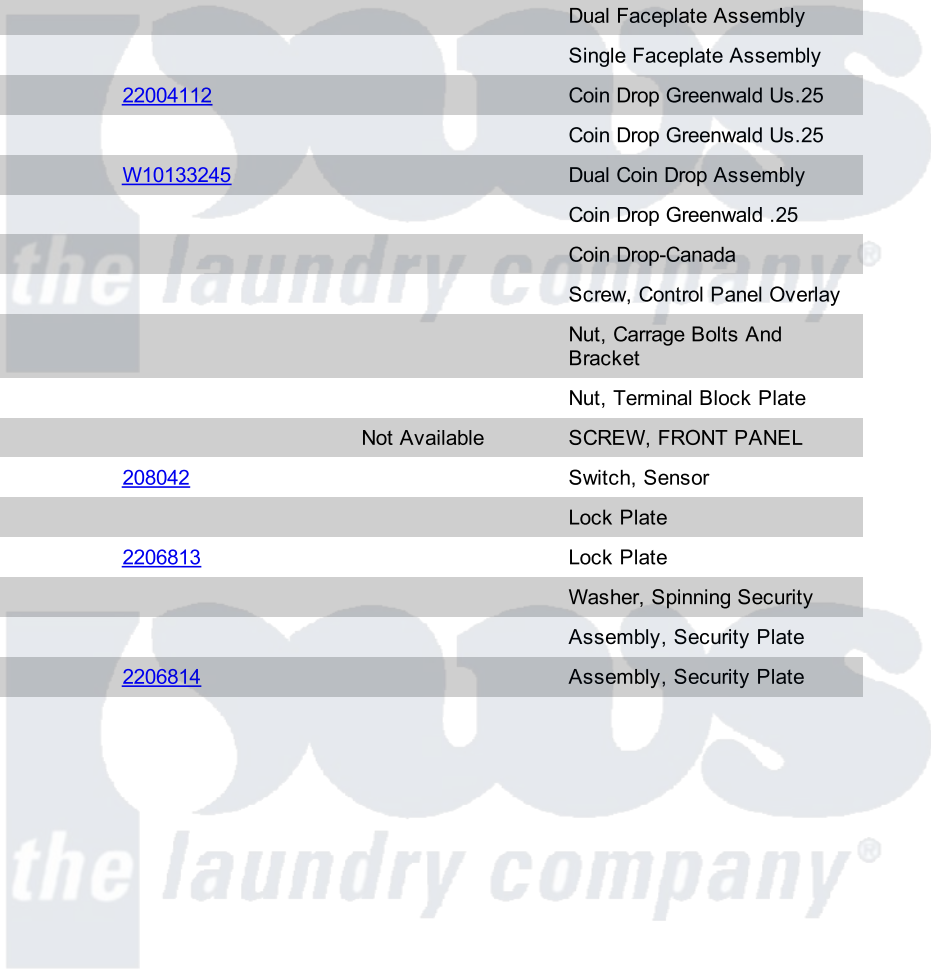 Dual Faceplate Assembly
Single Faceplate Assembly
22004112 Coin Drop Greenwald Us.25
Coin Drop Greenwald Us.25
W10133245 Dual Coin Drop Assembly
Coin Drop Greenwald .25
Coin Drop-Canada
Screw, Control Panel Overlay
Nut, Carrage Bolts And
Bracket
Nut, Terminal Block Plate
Not Available SCREW, FRONT PANEL
208042 Switch, Sensor
Lock Plate
2206813 Lock Plate
Washer, Spinning Security
Assembly, Security Plate
2206814 Assembly, Security Plate
pws
the laundry company®
pws
the laundry company®